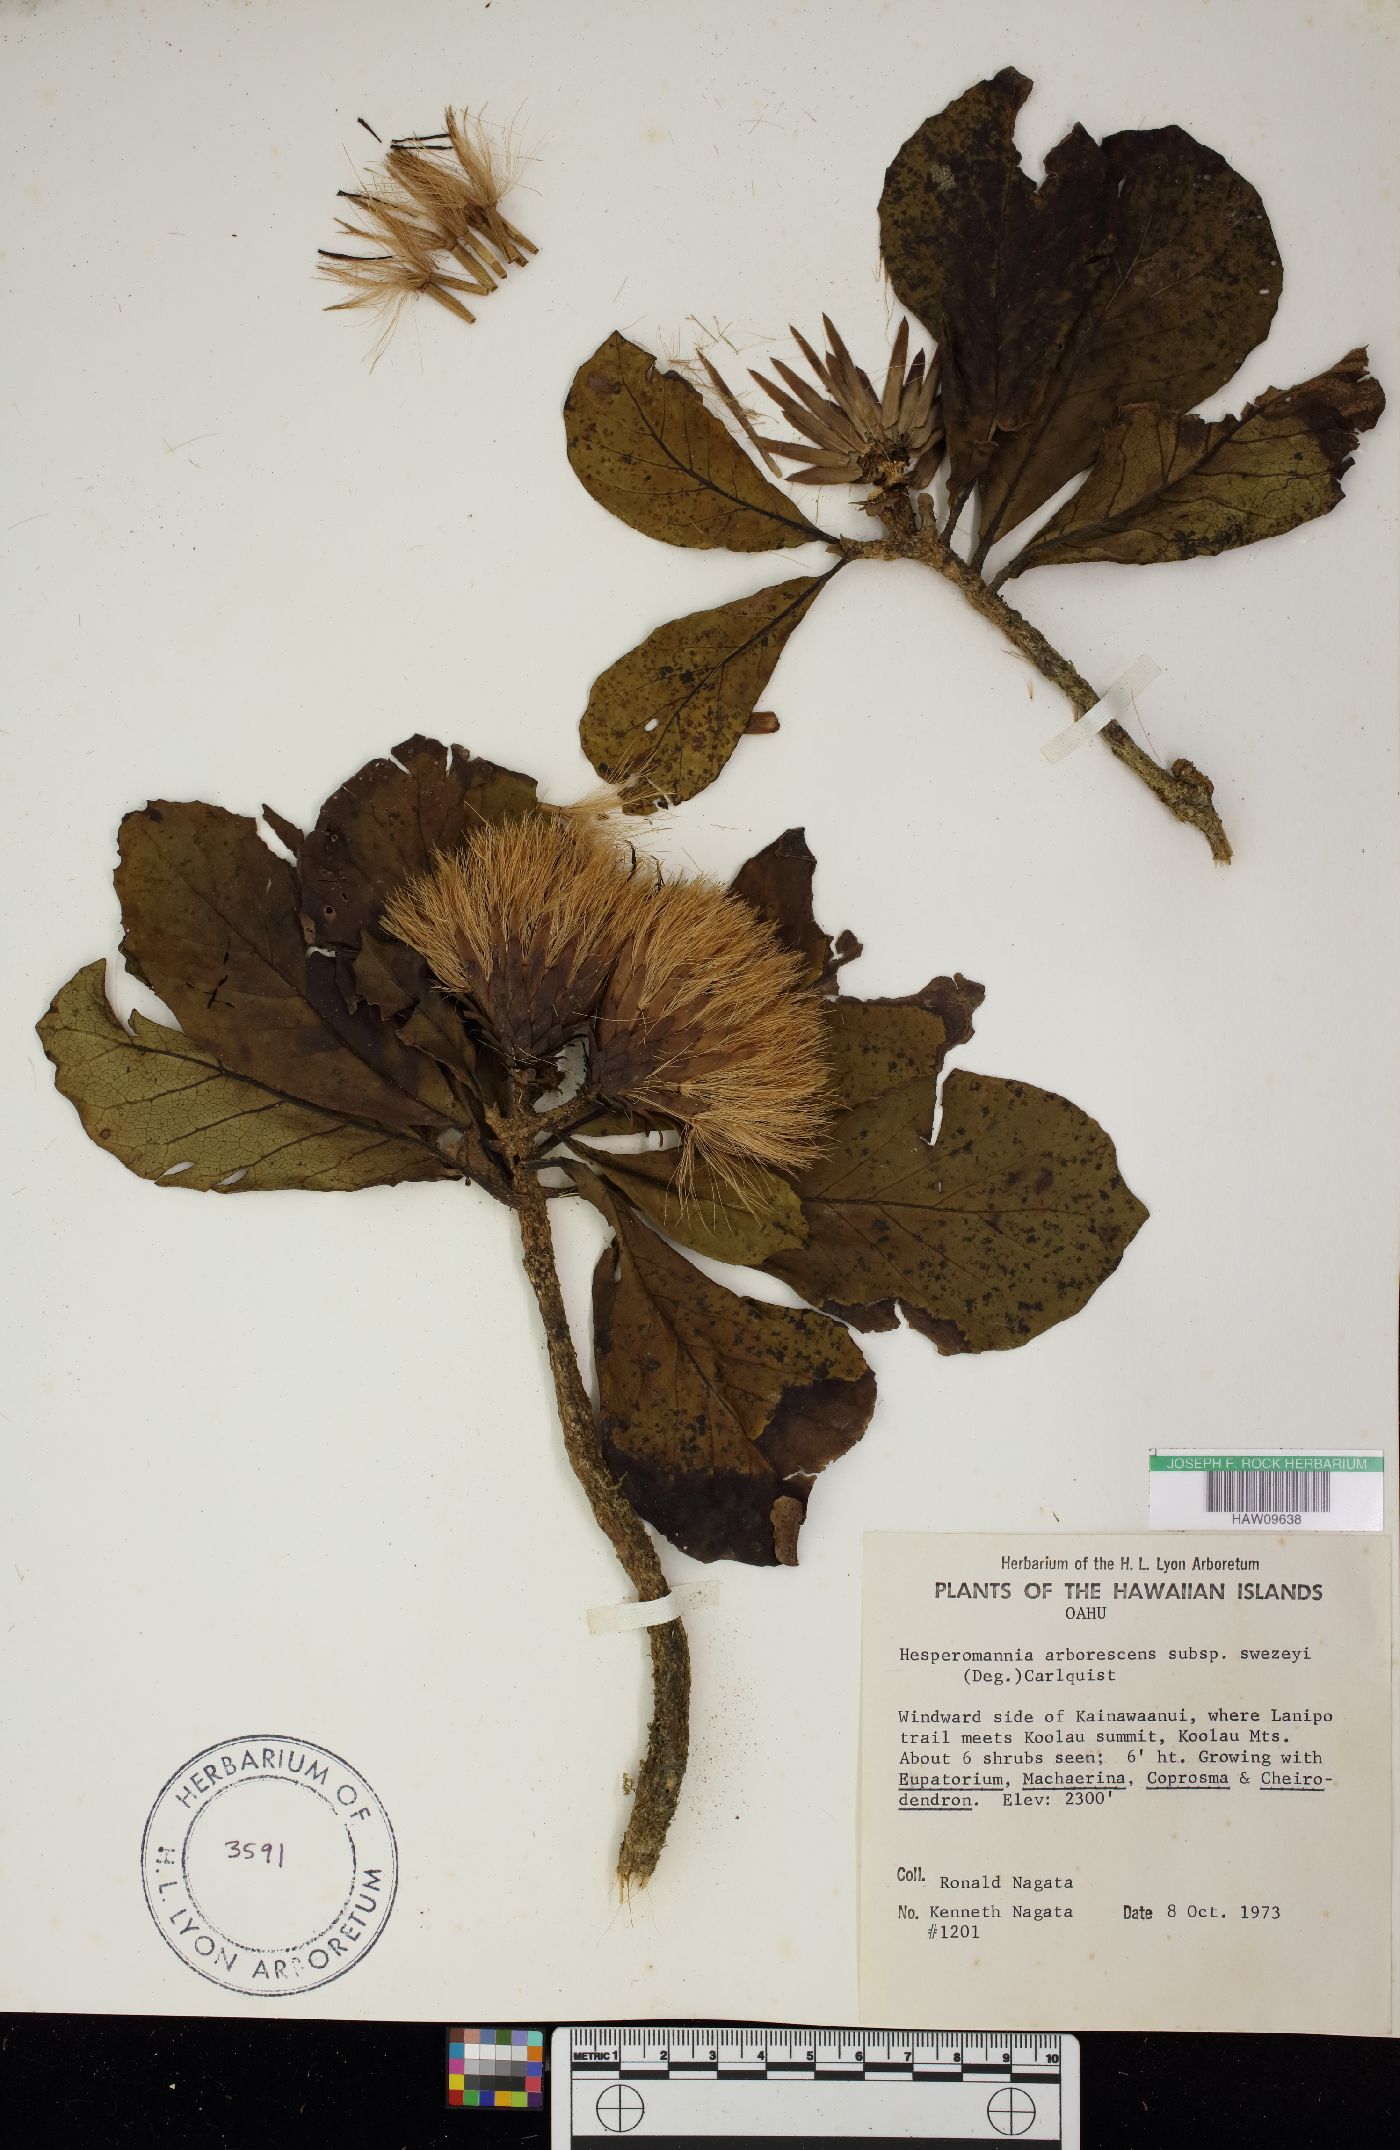 JOSEPH F. ROCK HERBARIUM
HAW09638
Herbarium of the H. L. Lyon Arboretum
PLANTS OF THE HAWAIIAN ISLANDS
OAHU
Hesperomannia arborescens subsp. swezeyi
(Deg.)Carlquist
Windward side of Kainawaanui, where Lanipo
trail meets Koolau summit, Koolau Mts.
About 6 shrubs seen; 6' ht. Growing with
Eupatorium, Machaerina, Coprosma & Cheiro-
dendron. Elev: 2300'
Coll. Ronald Nagata
No. Kenneth Nagata Date 8 Oct. 1973
#1201
HERBARIUM OF
H. L. LYON ARBORETUM
3591
METRIC 1 2 3 4 5 6 7 8 9 10